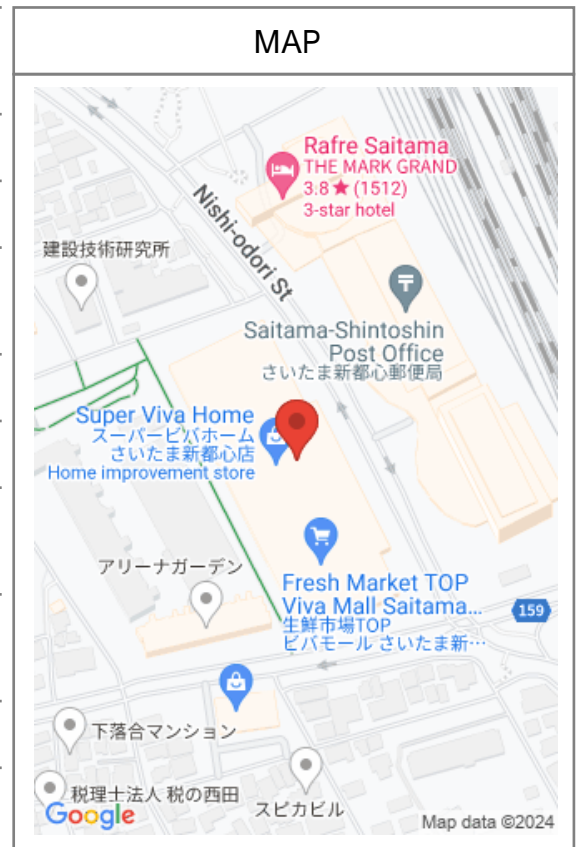 MAP
Rafre Saitama
THE MARK GRAND
3.8★(1512)
3-star hotel
Nishi-odori St
建設技術研究所
〒
Saitama-Shintoshin
Post Office
さいたま新都心郵便局
Super Viva Home
スーパービバホーム
さいたま新都心店
Home improvement store
アリーナガーデン
Fresh Market TOP
Viva Mall Saitama...
生鮮市場TOP
ビバモール さいたま新…
159
下落合マンション
税理士法人 税の西田
スピカビル
Google
Map data ©2024